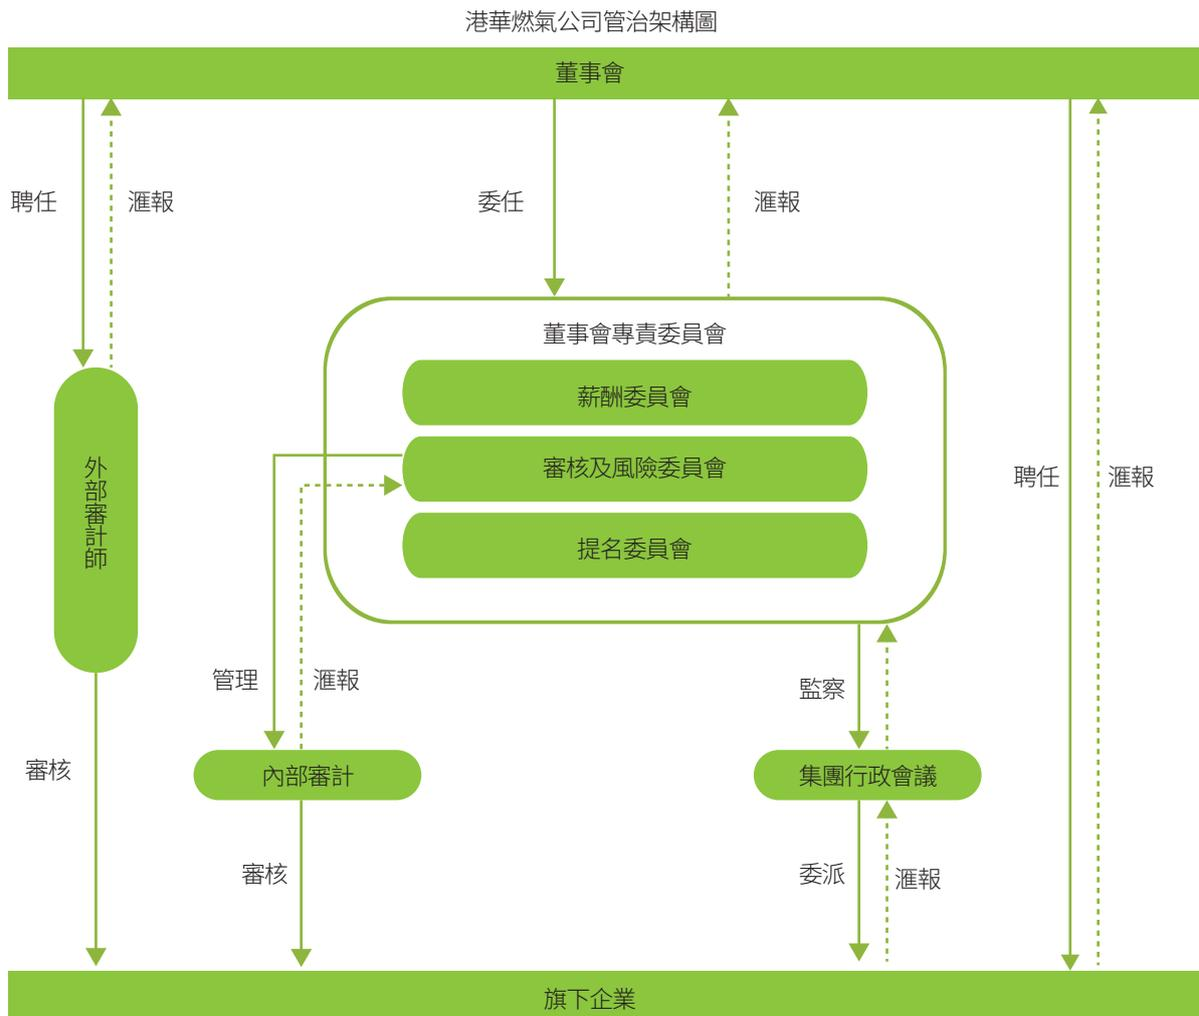 港華燃氣公司管治架構圖
董事會
聘任
滙報
委任
滙報
董事會專責委員會
薪酬委員會
審核及風險委員會
提名委員會
外部審計師
聘任
滙報
管理
滙報
監察
內部審計
集團行政會議
審核
審核
委派
滙報
旗下企業